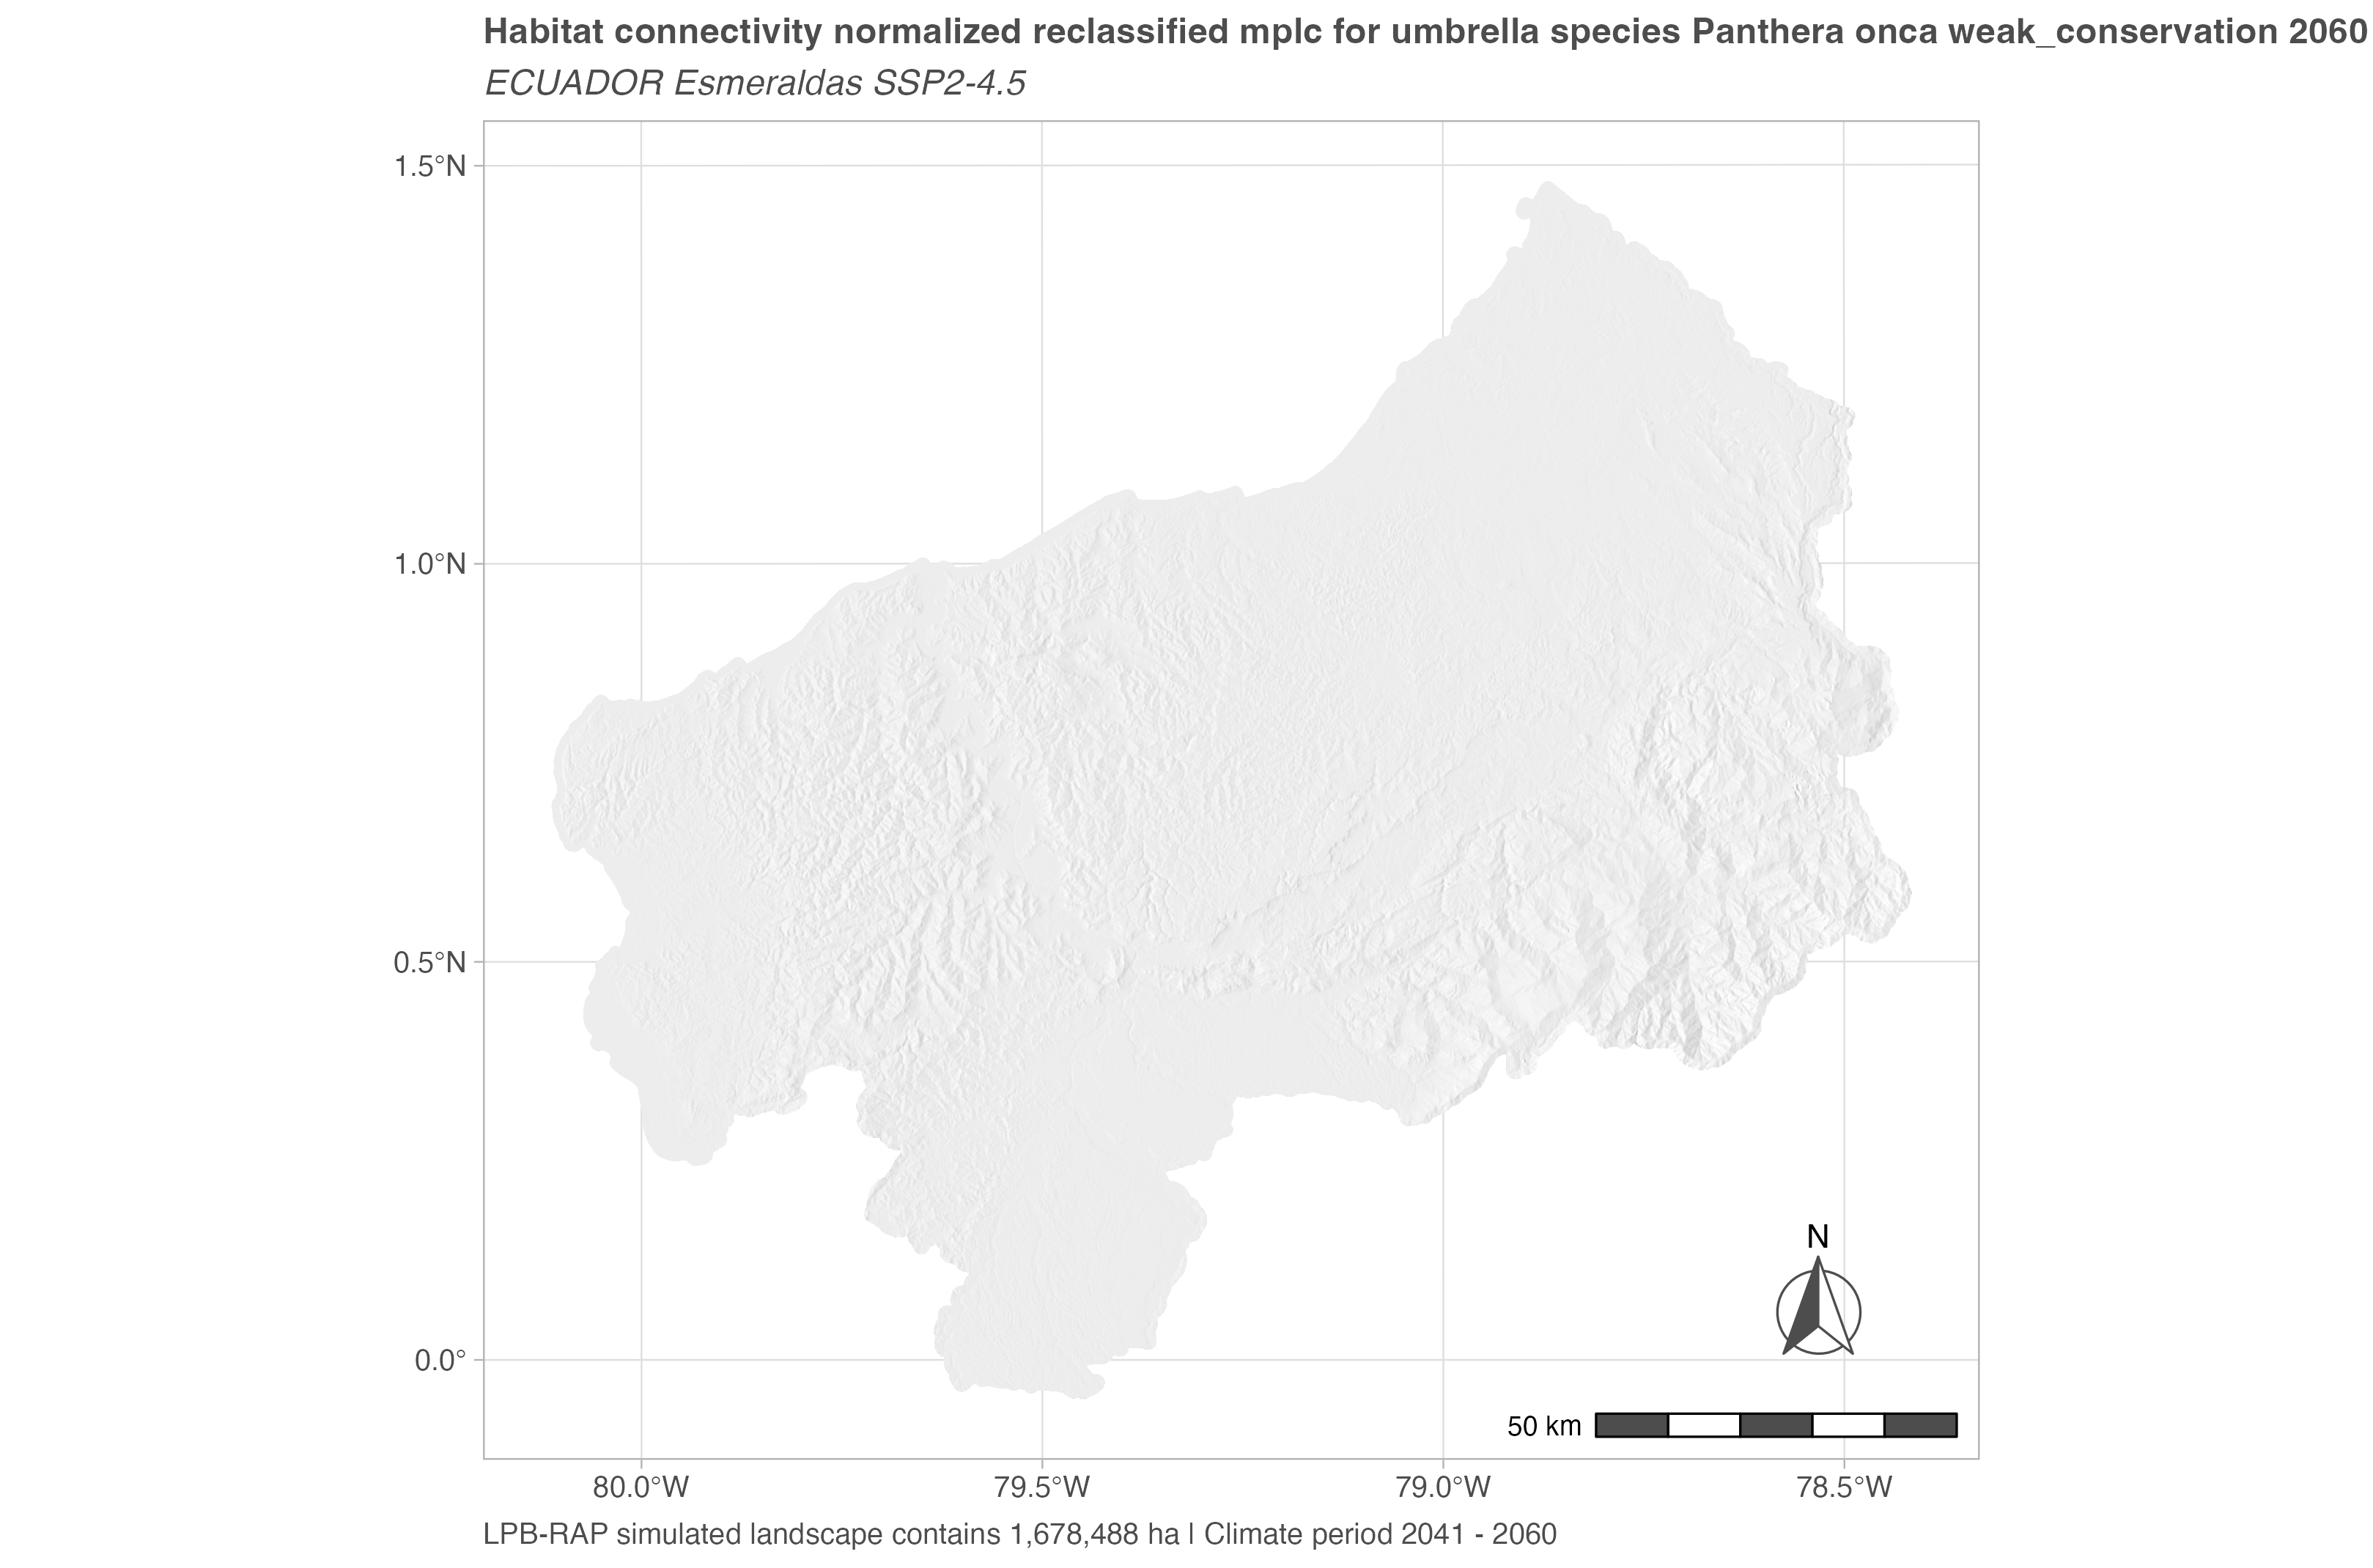 Habitat connectivity normalized reclassified mplc for umbrella species Panthera onca weak_conservation 2060
ECUADOR Esmeraldas SSP2-4.5
1.5°N
1.0°N
0.5°N
0.0°
N
50 km
80.0°W 79.5°W 79.0°W 78.5°W
LPB-RAP simulated landscape contains 1,678,488 ha | Climate period 2041 - 2060